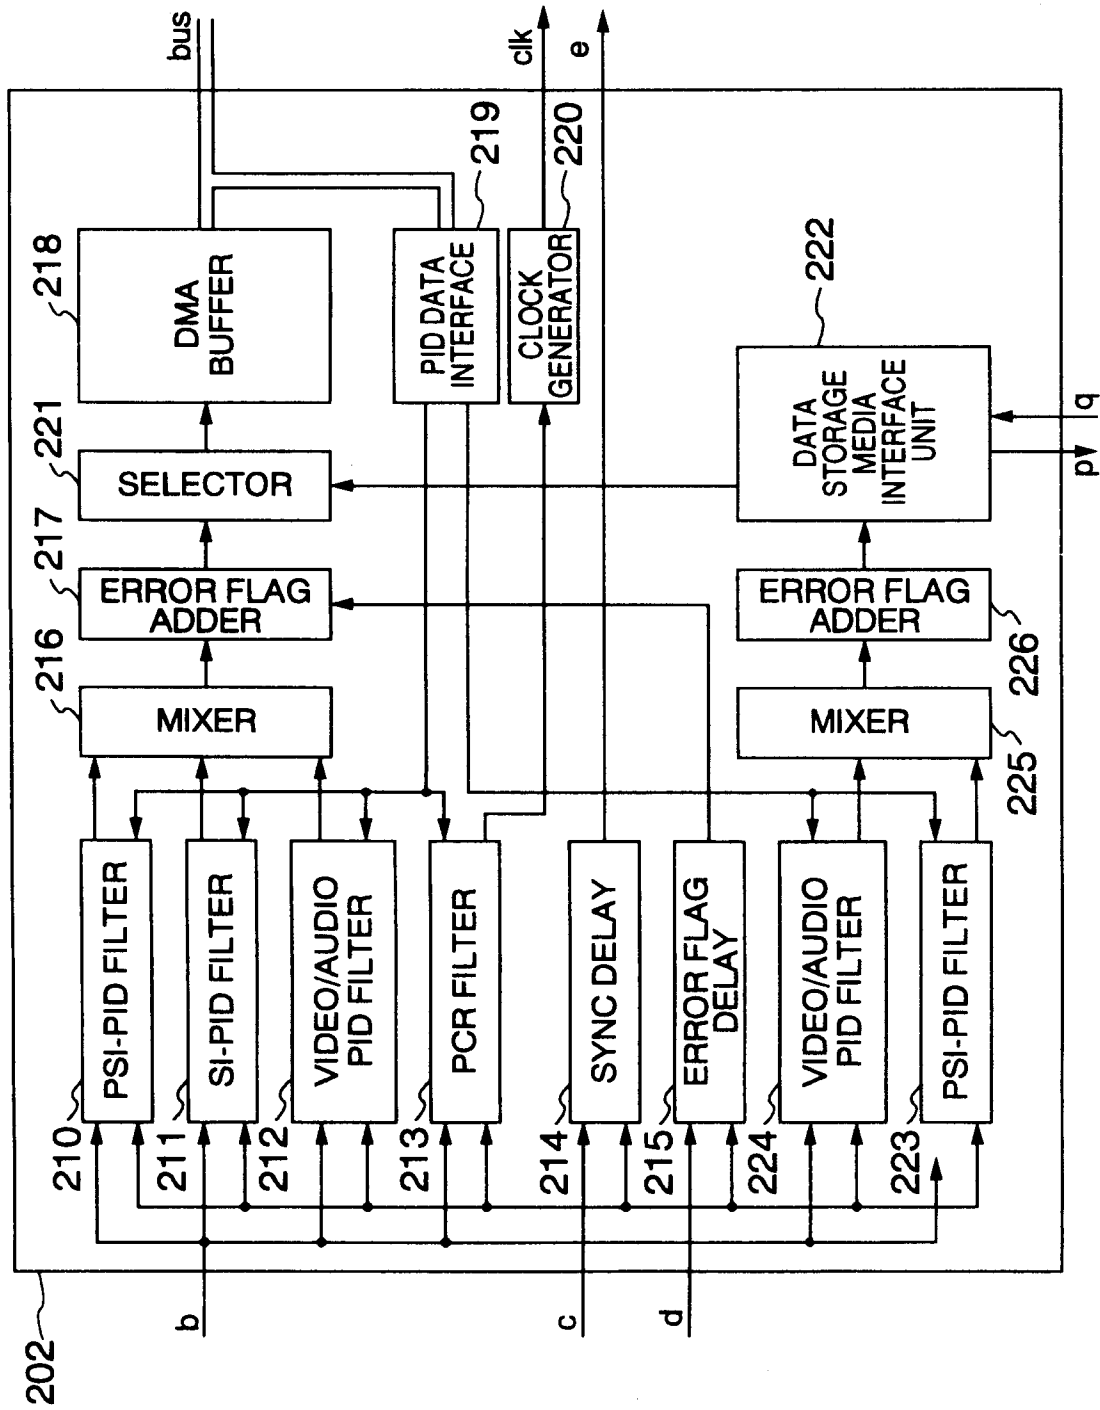 202
b
c
d
210
PSI-PID FILTER
211
SI-PID FILTER
212
VIDEO/AUDIO
PID FILTER
213
PCR FILTER
214
SYNC DELAY
215
ERROR FLAG
DELAY
224
VIDEO/AUDIO
PID FILTER
223
PSI-PID FILTER
216
MIXER
217
ERROR FLAG
ADDER
221
SELECTOR
218
DMA
BUFFER
bus
PID DATA
INTERFACE
219
CLOCK
GENERATOR
220
clk
e
MIXER
225
ERROR FLAG
ADDER
226
DATA
STORAGE
MEDIA
INTERFACE
UNIT
222
p
q